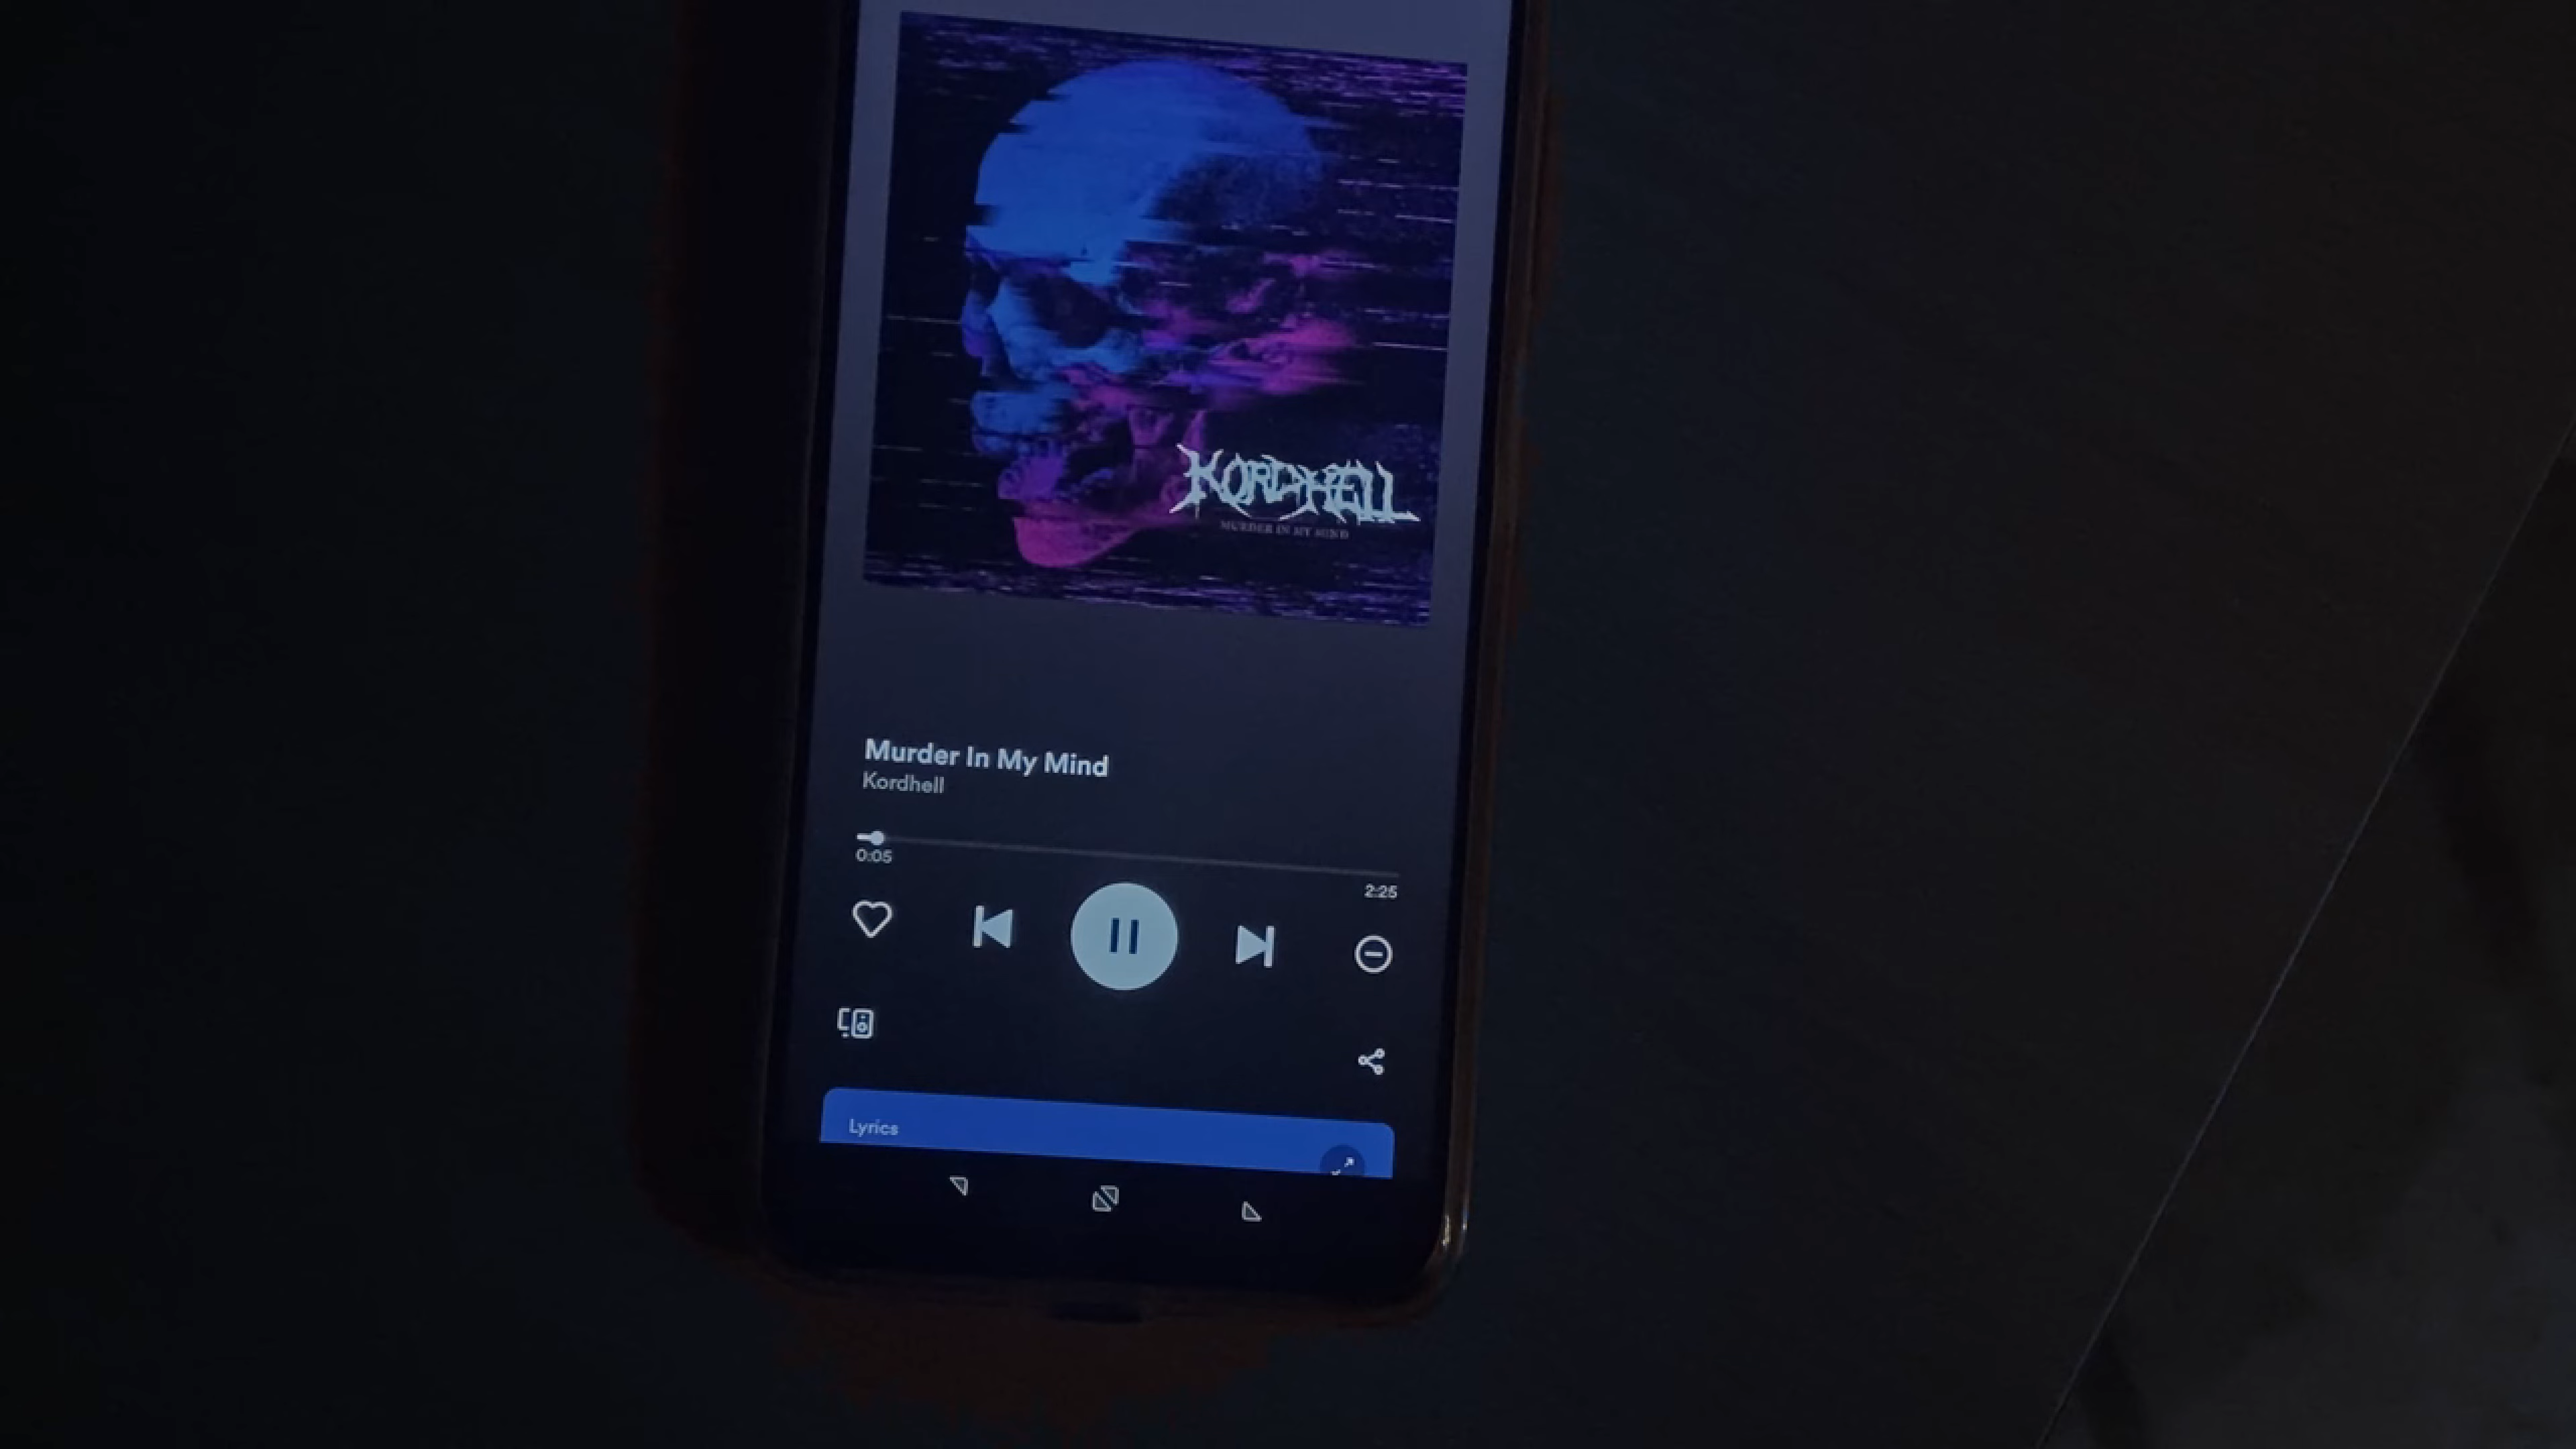 KORDHELL
MURDER IN MY MIND
Murder In My Mind
Kordhell
0:05
2:25
Lyrics